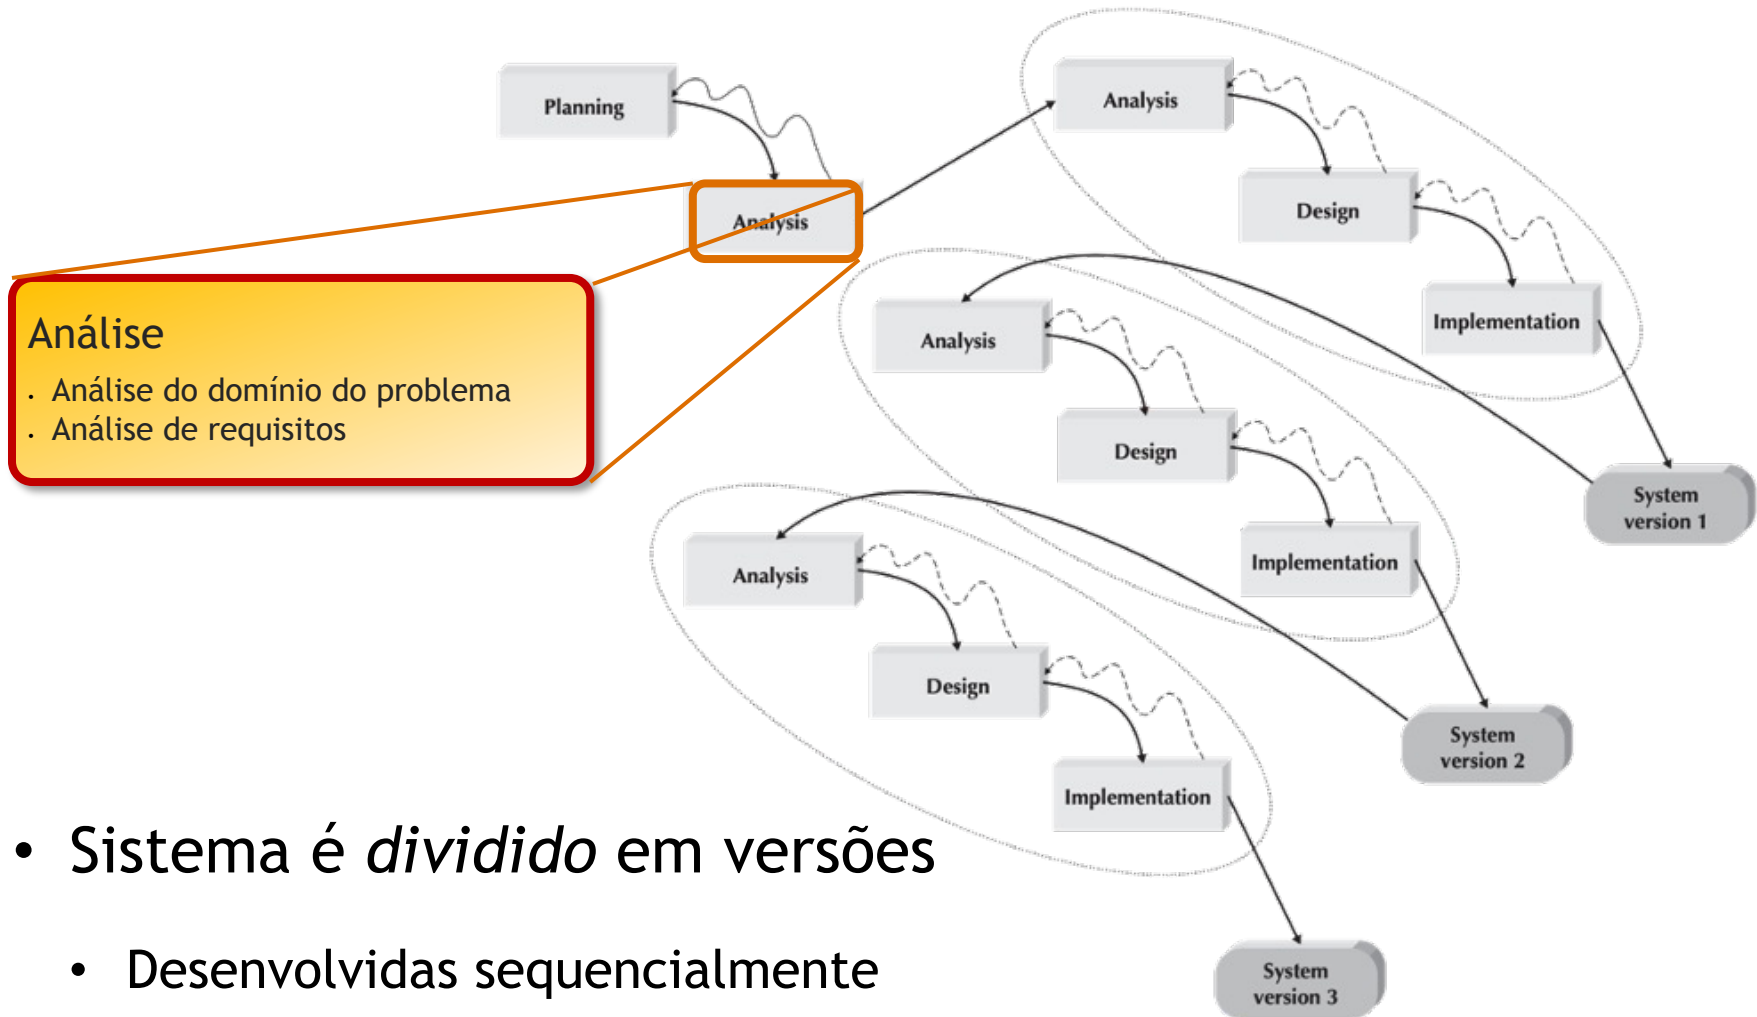 Planning
Analysis
Análise
• Análise do domínio do problema
• Análise de requisitos
Analysis
Design
Implementation
System
version 1
Analysis
Design
Implementation
System
version 2
Analysis
Design
Implementation
System
version 3
• Sistema é dividido em versões
• Desenvolvidas sequencialmente